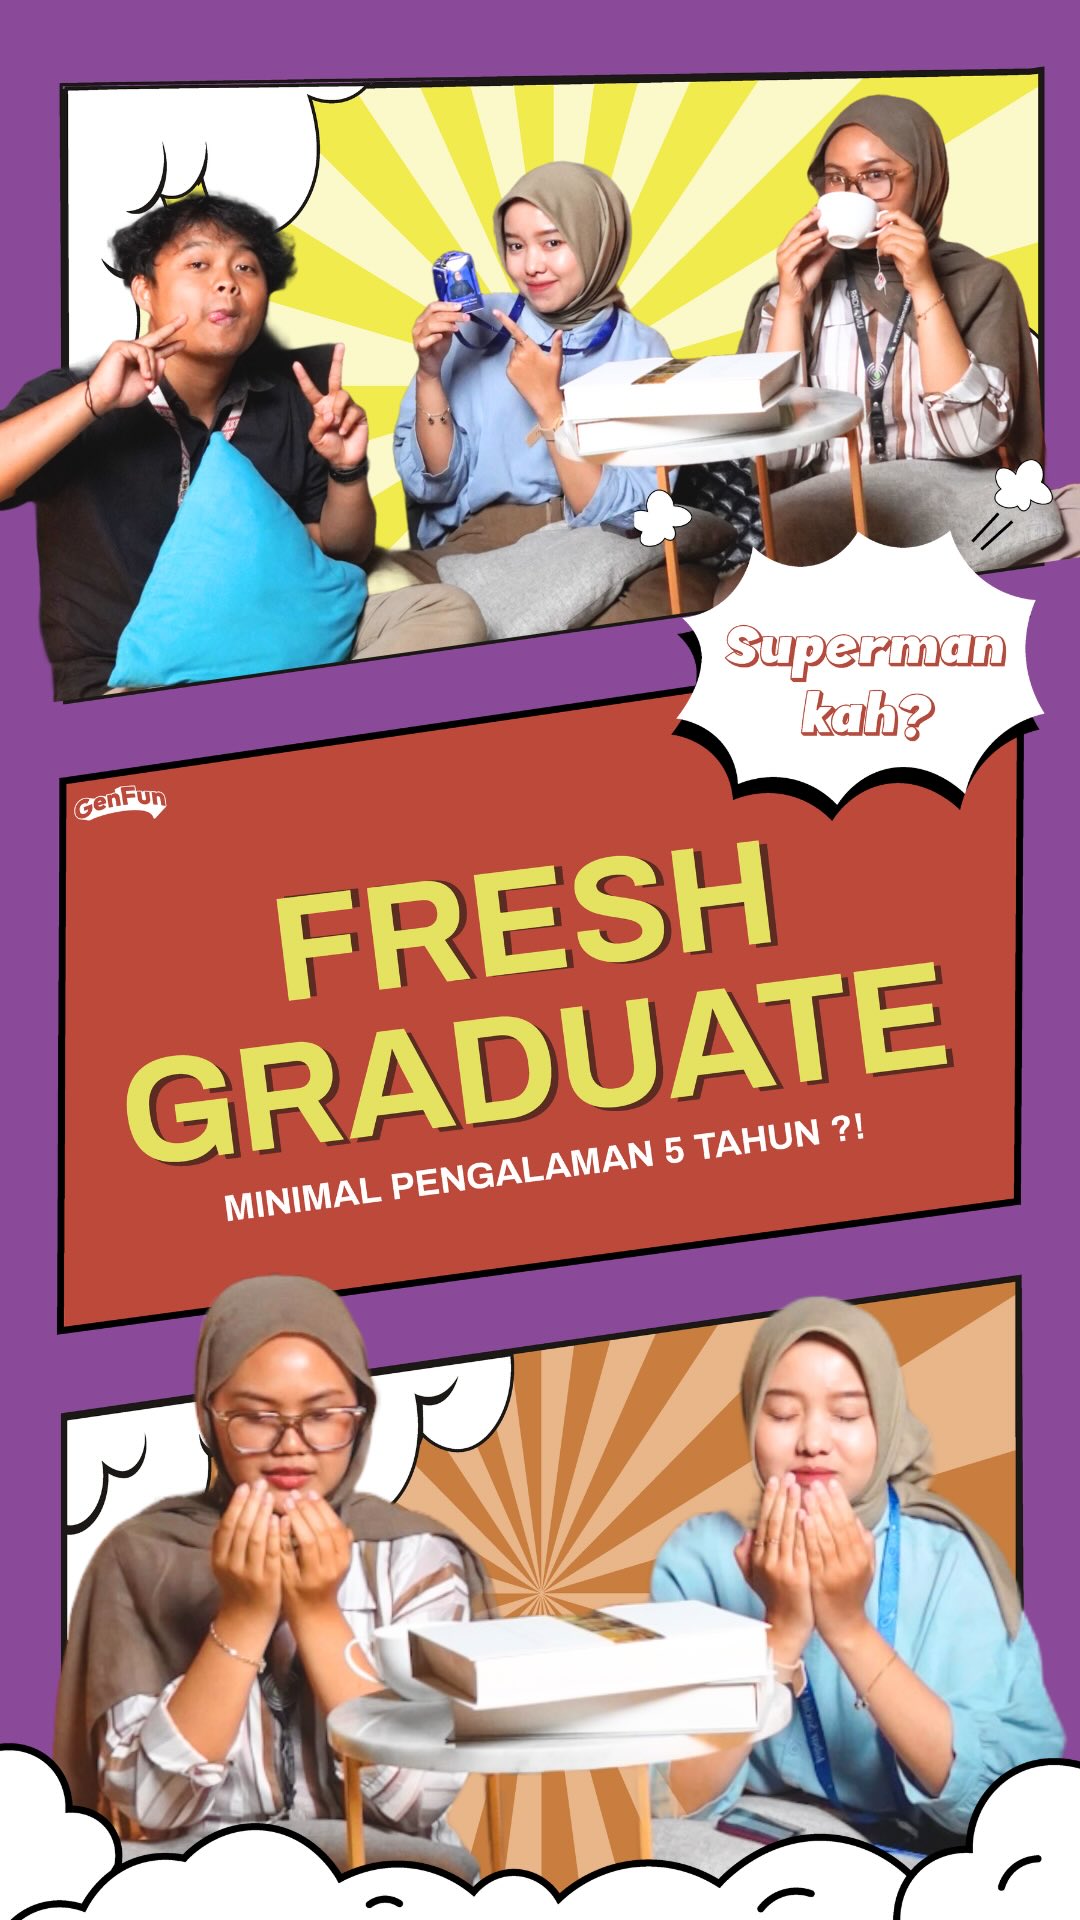 Superman
kah?
GenFun
FRESH
GRADUATE
MINIMAL PENGALAMAN 5 TAHUN ?!